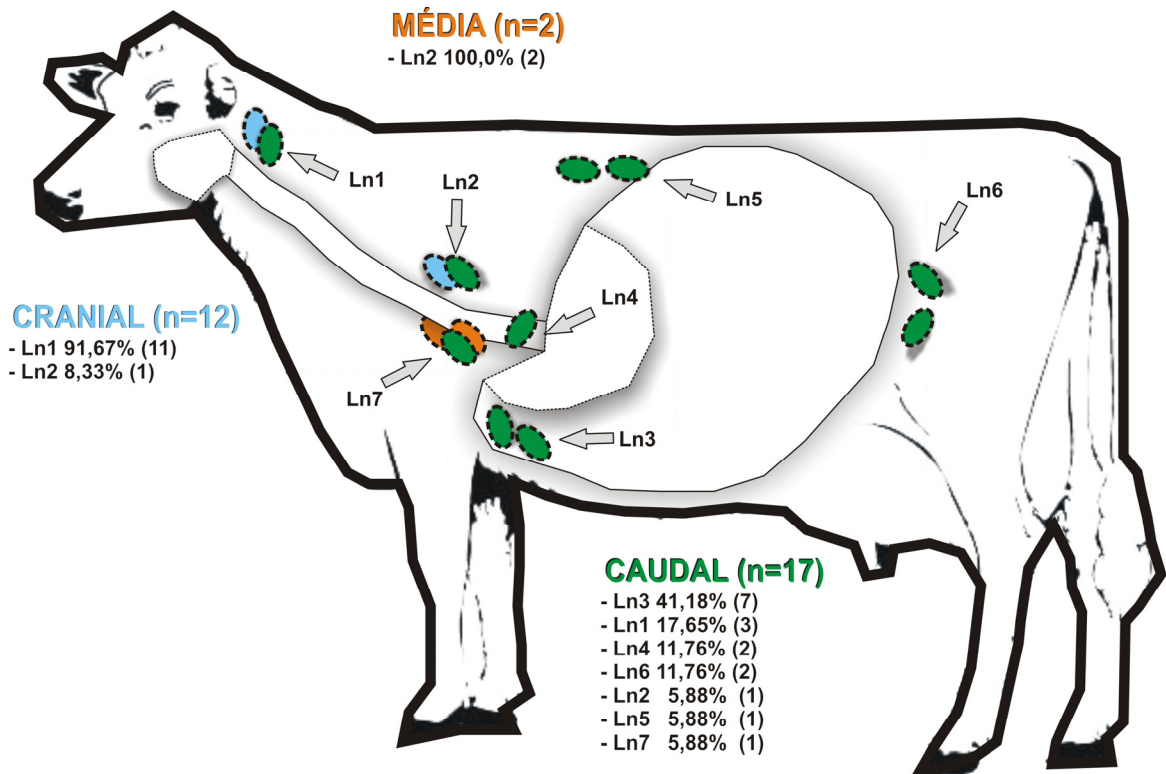 MÉDIA (n=2)
- Ln2 100,0% (2)
Ln1
Ln2
Ln5
Ln6
CRANIAL (n=12)
- Ln1 91,67% (11)
- Ln2 8,33% (1)
Ln4
Ln7
Ln3
CAUDAL (n=17)
- Ln3 41,18% (7)
- Ln1 17,65% (3)
- Ln4 11,76% (2)
- Ln6 11,76% (2)
- Ln2 5,88% (1)
- Ln5 5,88% (1)
- Ln7 5,88% (1)